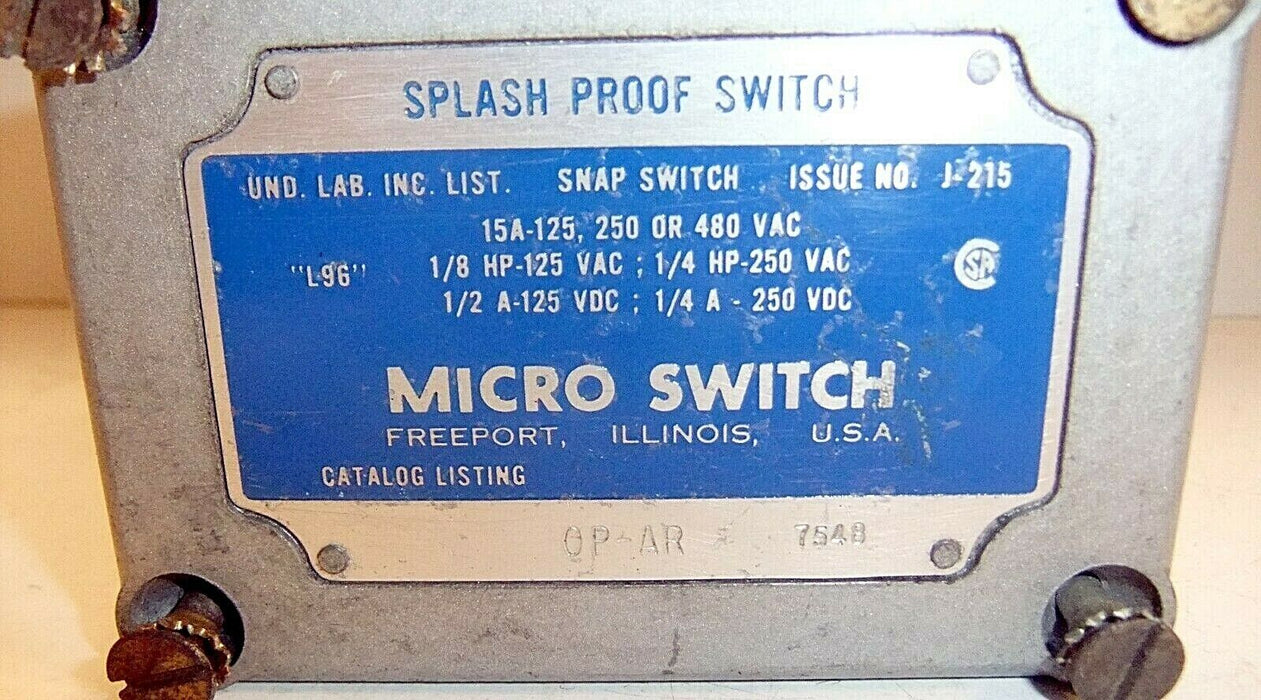 SPLASH PROOF SWITCH
UND. LAB. INC. LIST. SNAP SWITCH ISSUE NO. J-215
15A-125, 250 OR 480 VAC
"L-96" 1/8 HP-125 VAC ; 1/4 HP-250 VAC
SA
1/2 A-125 VDC ; 1/4 A - 250 VDC
MICRO SWITCH
FREEPORT, ILLINOIS, U.S.A.
CATALOG LISTING
OP-AR 7548